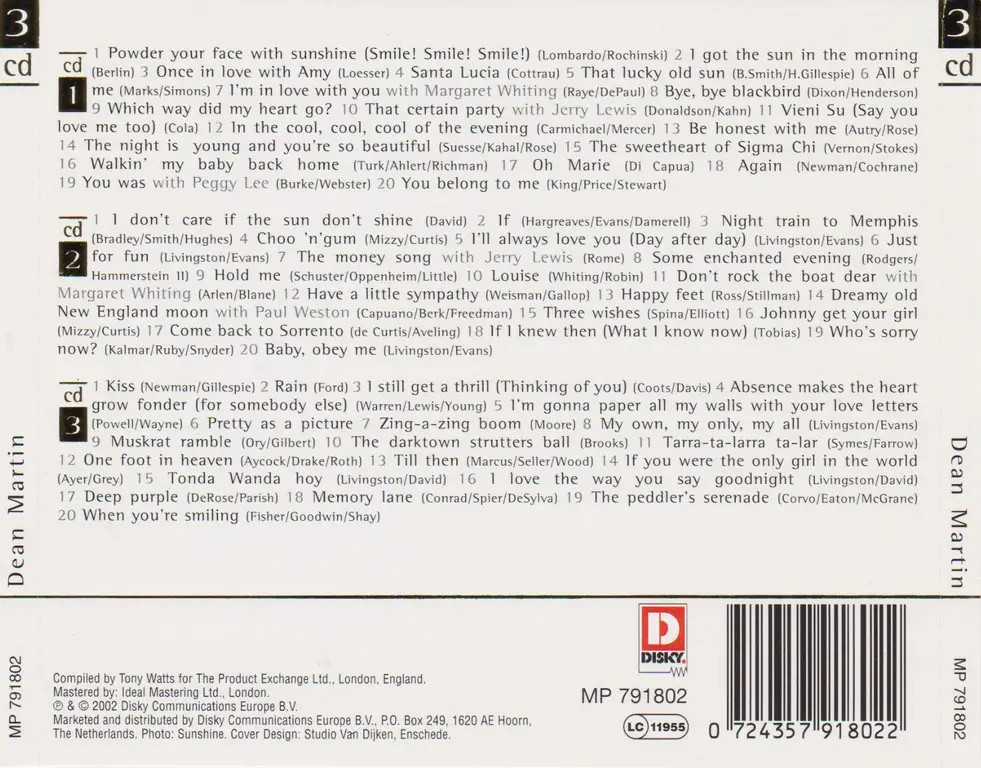 3
cd
cd
1
1 Powder your face with sunshine (Smile! Smile! Smile!) (Lombardo/Rochinski) 2 I got the sun in the morning
(Berlin) 3 Once in love with Amy (Loesser) 4 Santa Lucia (Cottrau) 5 That lucky old sun (B.Smith/H.Gillespie) 6 All of
me (Marks/Simons) 7 I'm in love with you with Margaret Whiting (Raye/DePaul) 8 Bye, bye blackbird (Dixon/Henderson)
9 Which way did my heart go? 10 That certain party with Jerry Lewis (Donaldson/Kahn) 11 Vieni Su (Say you
love me too) (Cola) 12 In the cool, cool, cool of the evening (Carmichael/Mercer) 13 Be honest with me (Autry/Rose)
14 The night is young and you're so beautiful (Suesse/Kahal/Rose) 15 The sweetheart of Sigma Chi (Vernon/Stokes)
16 Walkin' my baby back home (Turk/Ahlert/Richman) 17 Oh Marie (Di Capua) 18 Again (Newman/Cochrane)
19 You was with Peggy Lee (Burke/Webster) 20 You belong to me (King/Price/Stewart)
cd
2
1 I don't care if the sun don't shine (David) 2 If (Hargreaves/Evans/Damerell) 3 Night train to Memphis
(Bradley/Smith/Hughes) 4 Choo 'n'gum (Mizzy/Curtis) 5 I'll always love you (Day after day) (Livingston/Evans) 6 Just
for fun (Livingston/Evans) 7 The money song with Jerry Lewis (Rome) 8 Some enchanted evening (Rodgers/
Hammerstein II) 9 Hold me (Schuster/Oppenheim/Little) 10 Louise (Whiting/Robin) 11 Don't rock the boat dear with
Margaret Whiting (Arlen/Blane) 12 Have a little sympathy (Weisman/Gallop) 13 Happy feet (Ross/Stillman) 14 Dreamy old
New England moon with Paul Weston (Capuano/Berk/Freedman) 15 Three wishes (Spina/Elliott) 16 Johnny get your girl
(Mizzy/Curtis) 17 Come back to Sorrento (de Curtis/Aveling) 18 If I knew then (What I know now) (Tobias) 19 Who's sorry
now? (Kalmar/Ruby/Snyder) 20 Baby, obey me (Livingston/Evans)
cd
3
1 Kiss (Newman/Gillespie) 2 Rain (Ford) 3 I still get a thrill (Thinking of you) (Coots/Davis) 4 Absence makes the heart
grow fonder (for somebody else) (Warren/Lewis/Young) 5 I'm gonna paper all my walls with your love letters
(Powell/Wayne) 6 Pretty as a picture 7 Zing-a-zing boom (Moore) 8 My own, my only, my all (Livingston/Evans)
9 Muskrat ramble (Ory/Gilbert) 10 The darktown strutters ball (Brooks) 11 Tarra-ta-larra ta-lar (Symes/Farrow)
12 One foot in heaven (Aycock/Drake/Roth) 13 Till then (Marcus/Seller/Wood) 14 If you were the only girl in the world
(Ayer/Grey) 15 Tonda Wanda hoy (Livingston/David) 16 I love the way you say goodnight (Livingston/David)
17 Deep purple (DeRose/Parish) 18 Memory lane (Conrad/Spier/DeSylva) 19 The peddler's serenade (Corvo/Eaton/McGrane)
20 When you're smiling (Fisher/Goodwin/Shay)
Dean Martin
MP 791802
3
cd
Dean Martin
MP 791802
Compiled by Tony Watts for The Product Exchange Ltd., London, England.
Mastered by: Ideal Mastering Ltd., London.
℗ & © 2002 Disky Communications Europe B.V.
Marketed and distributed by Disky Communications Europe B.V., P.O. Box 249, 1620 AE Hoorn,
The Netherlands. Photo: Sunshine. Cover Design: Studio Van Dijken, Enschede.
D
DISKY.
MP 791802
LC 11955
0 724357 918022